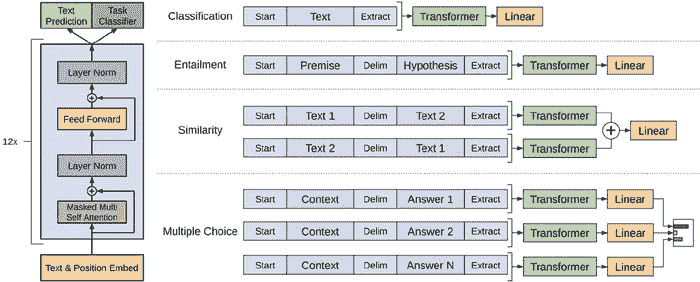 Text
Prediction
Task
Classifier
Layer Norm
Feed Forward
12x
Layer Norm
Masked Multi
Self Attention
Text & Position Embed
Classification
Start Text Extract Transformer Linear
Entailment
Start Premise Delim Hypothesis Extract Transformer Linear
Similarity
Start Text 1 Delim Text 2 Extract Transformer
Linear
Start Text 2 Delim Text 1 Extract Transformer
Multiple Choice
Start Context Delim Answer 1 Extract Transformer Linear
Start Context Delim Answer 2 Extract Transformer Linear
Start Context Delim Answer N Extract Transformer Linear